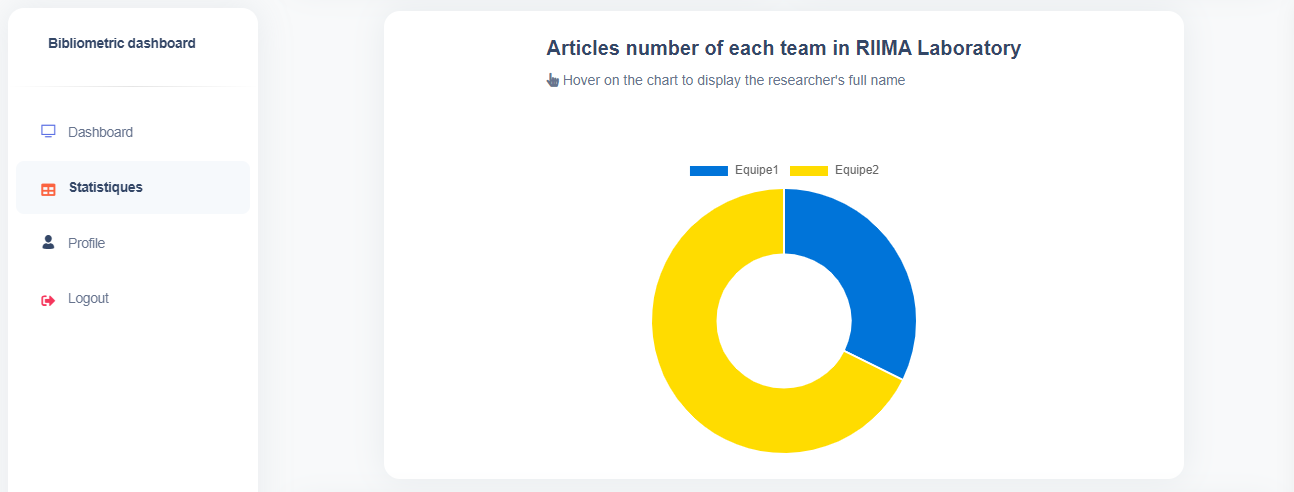 Bibliometric dashboard
Dashboard
Statistiques
Profile
Logout
Articles number of each team in RIIMA Laboratory
Hover on the chart to display the researcher's full name
Equipe1
Equipe2